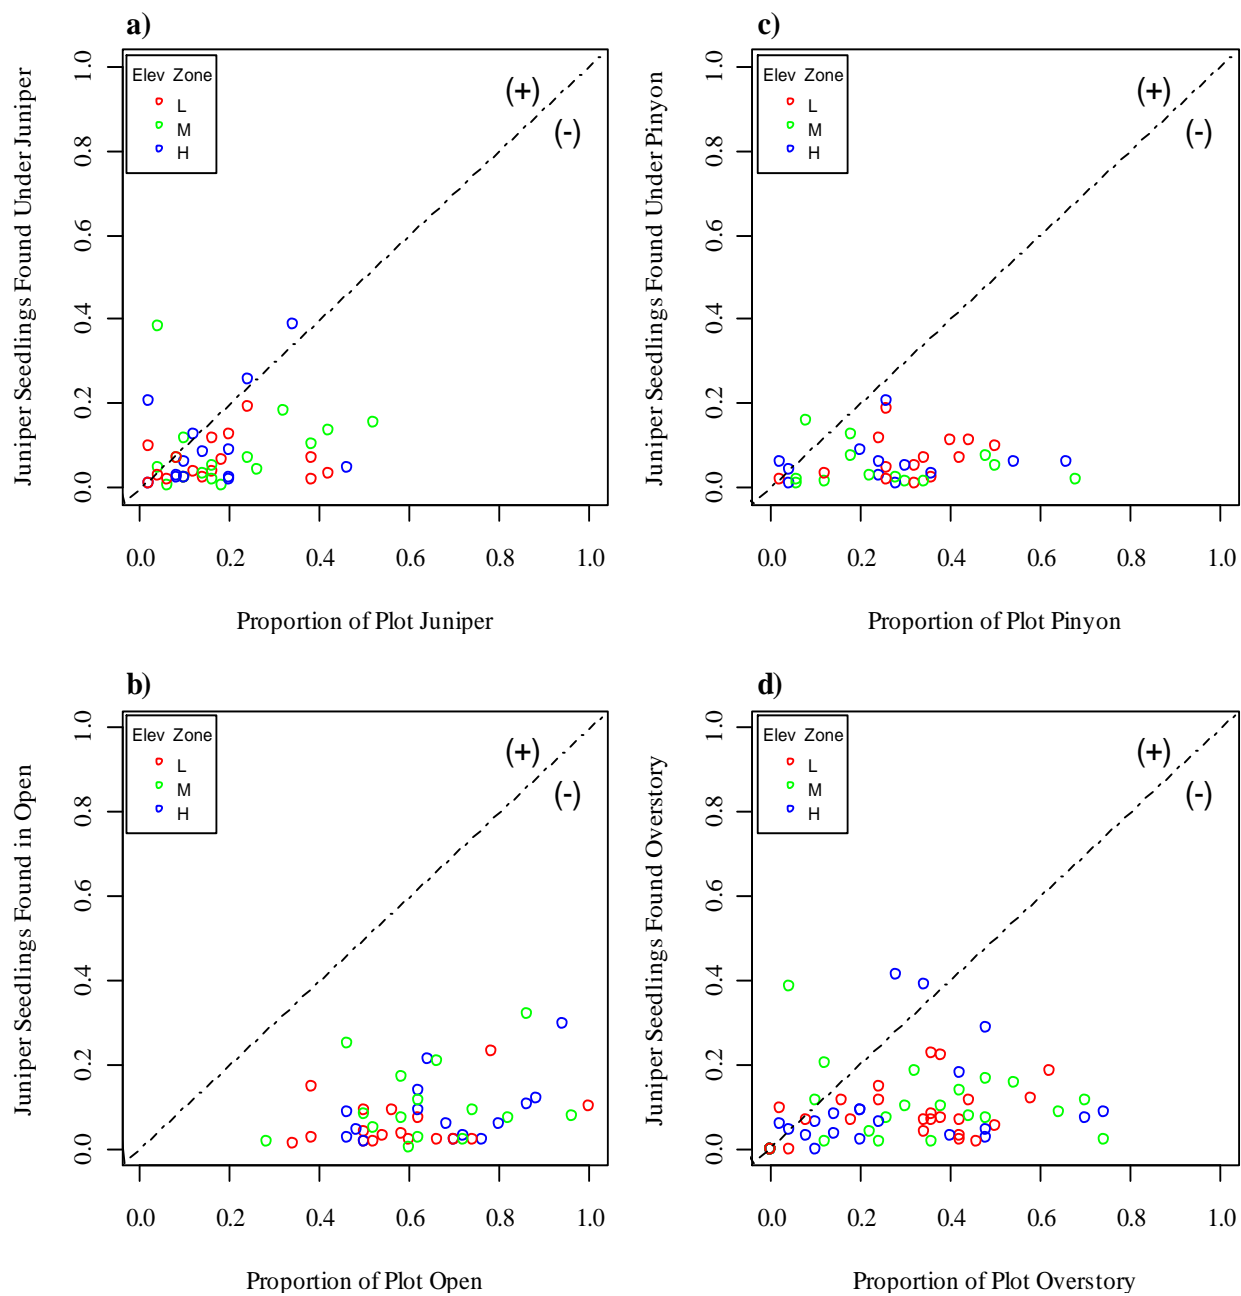 a)
Juniper Seedlings Found Under Juniper
0.0 0.2 0.4 0.6 0.8 1.0
Elev Zone
L
M
H
(+)
(-)
0.0 0.2 0.4 0.6 0.8 1.0
Proportion of Plot Juniper
c)
Juniper Seedlings Found Under Pinyon
0.0 0.2 0.4 0.6 0.8 1.0
Elev Zone
L
M
H
(+)
(-)
0.0 0.2 0.4 0.6 0.8 1.0
Proportion of Plot Pinyon
b)
Juniper Seedlings Found in Open
0.0 0.2 0.4 0.6 0.8 1.0
Elev Zone
L
M
H
(+)
(-)
0.0 0.2 0.4 0.6 0.8 1.0
Proportion of Plot Open
d)
Juniper Seedlings Found Overstory
0.0 0.2 0.4 0.6 0.8 1.0
Elev Zone
L
M
H
(+)
(-)
0.0 0.2 0.4 0.6 0.8 1.0
Proportion of Plot Overstory